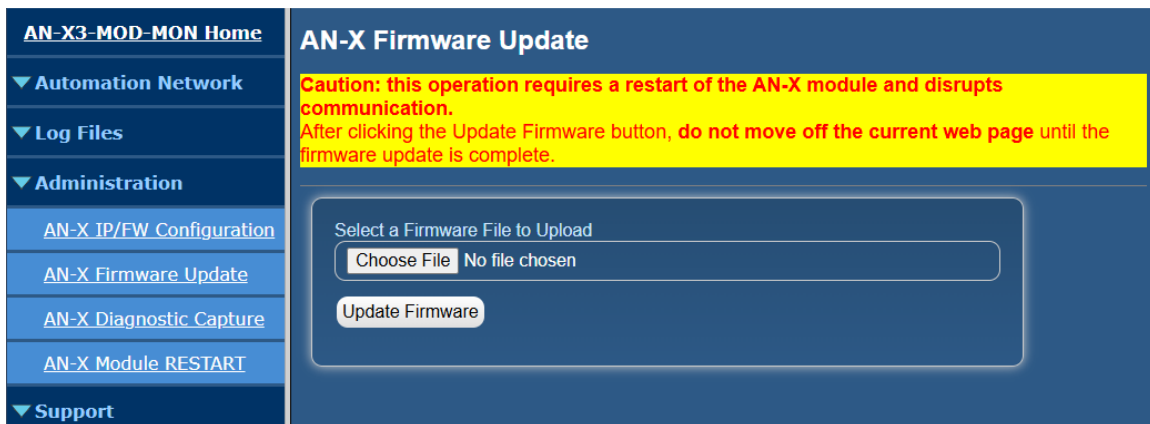 AN-X3-MOD-MON Home
▼Automation Network
▼Log Files
▼Administration
AN-X IP/FW Configuration
AN-X Firmware Update
AN-X Diagnostic Capture
AN-X Module RESTART
▼Support
AN-X Firmware Update
Caution: this operation requires a restart of the AN-X module and disrupts
communication.
After clicking the Update Firmware button, do not move off the current web page until the
firmware update is complete.
Select a Firmware File to Upload
Choose File No file chosen
Update Firmware